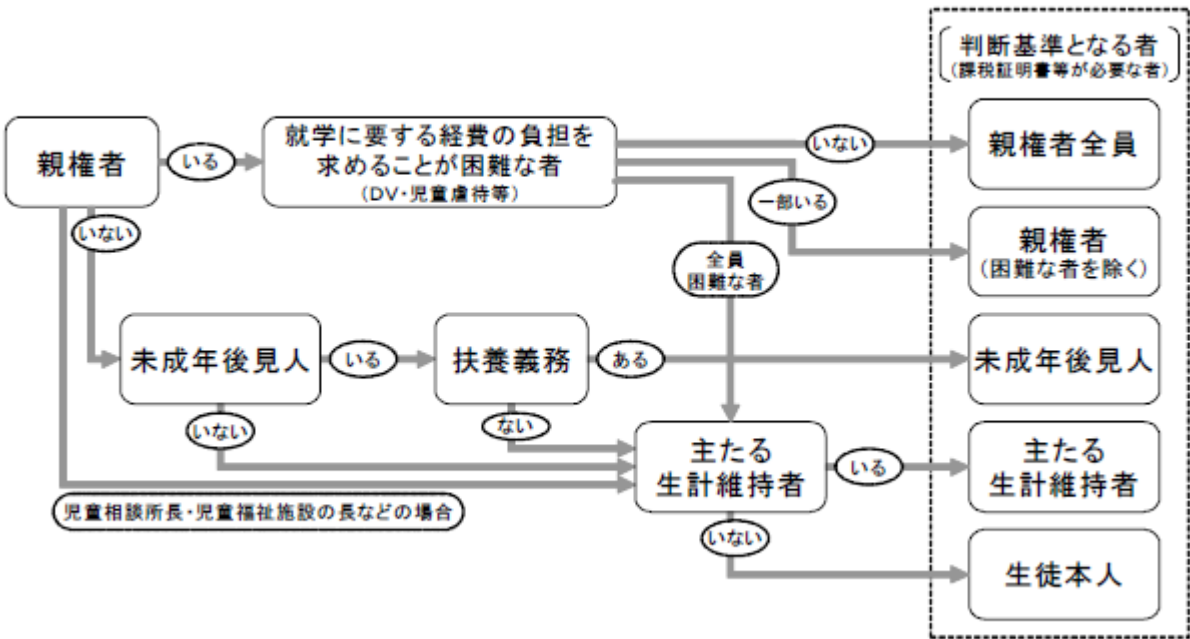 判断基準となる者
(課税証明書等が必要な者)
親権者
いる
就学に要する経費の負担を
求めることが困難な者
(DV・児童虐待等)
いない
親権者全員
一部いる
親権者
(困難な者を除く)
全員
困難な者
いない
未成年後見人
いる
扶養義務
ある
未成年後見人
いない
ない
主たる
生計維持者
いる
主たる
生計維持者
児童相談所長・児童福祉施設の長などの場合
いない
生徒本人